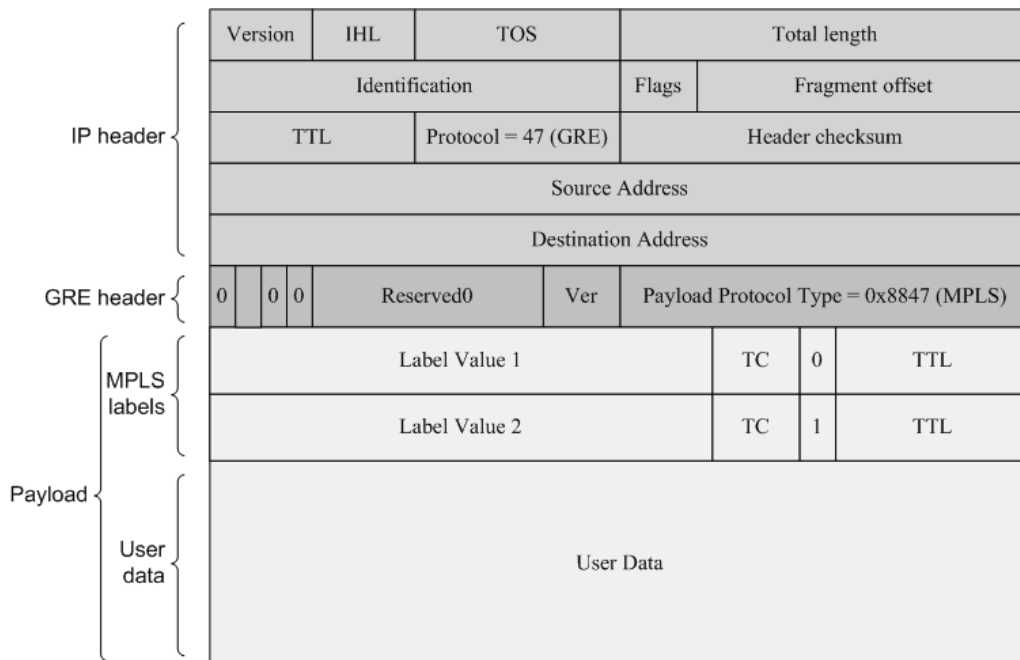 Version IHL TOS Total length
Identification Flags Fragment offset
IP header
TTL Protocol = 47 (GRE) Header checksum
Source Address
Destination Address
GRE header
0 0 0 Reserved0 Ver Payload Protocol Type = 0x8847 (MPLS)
MPLS
labels
Label Value 1 TC 0 TTL
Label Value 2 TC 1 TTL
Payload
User
data
User Data